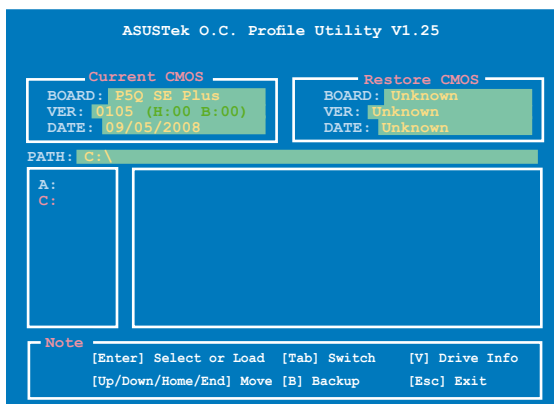 ASUSTek O.C. Profile Utility V1.25
Current CMOS
BOARD: P5Q SE Plus
VER: 0105 (H:00 B:00)
DATE: 09/05/2008
Restore CMOS
BOARD: Unknown
VER: Unknown
DATE: Unknown
PATH: C:\
A:
C:
Note
[Enter] Select or Load [Tab] Switch [V] Drive Info
[Up/Down/Home/End] Move [B] Backup [Esc] Exit